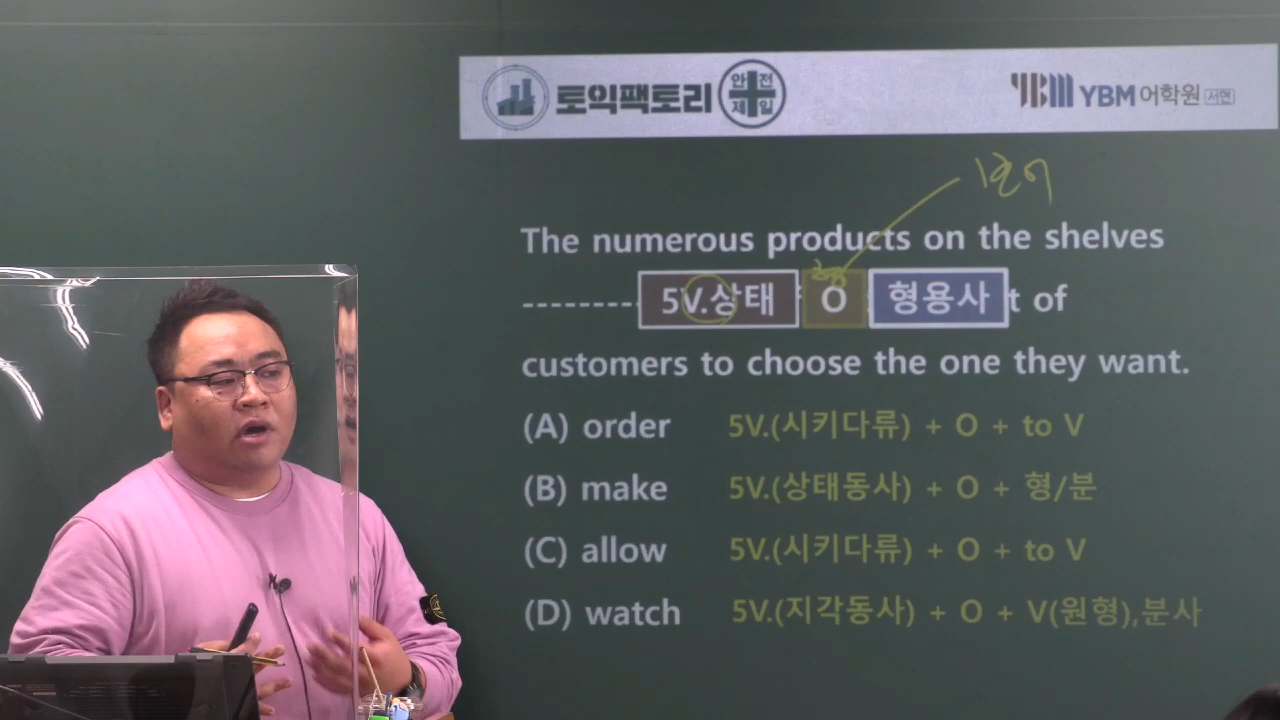 토익팩토리 안전제일 YBM YBM어학원 서현
The numerous products on the shelves
--------- 5V.상태 O 형용사 t of
customers to choose the one they want.
(A) order 5V.(시키다류) + O + to V
(B) make 5V.(상태동사) + O + 형/분
(C) allow 5V.(시키다류) + O + to V
(D) watch 5V.(지각동사) + O + V(원형),분사